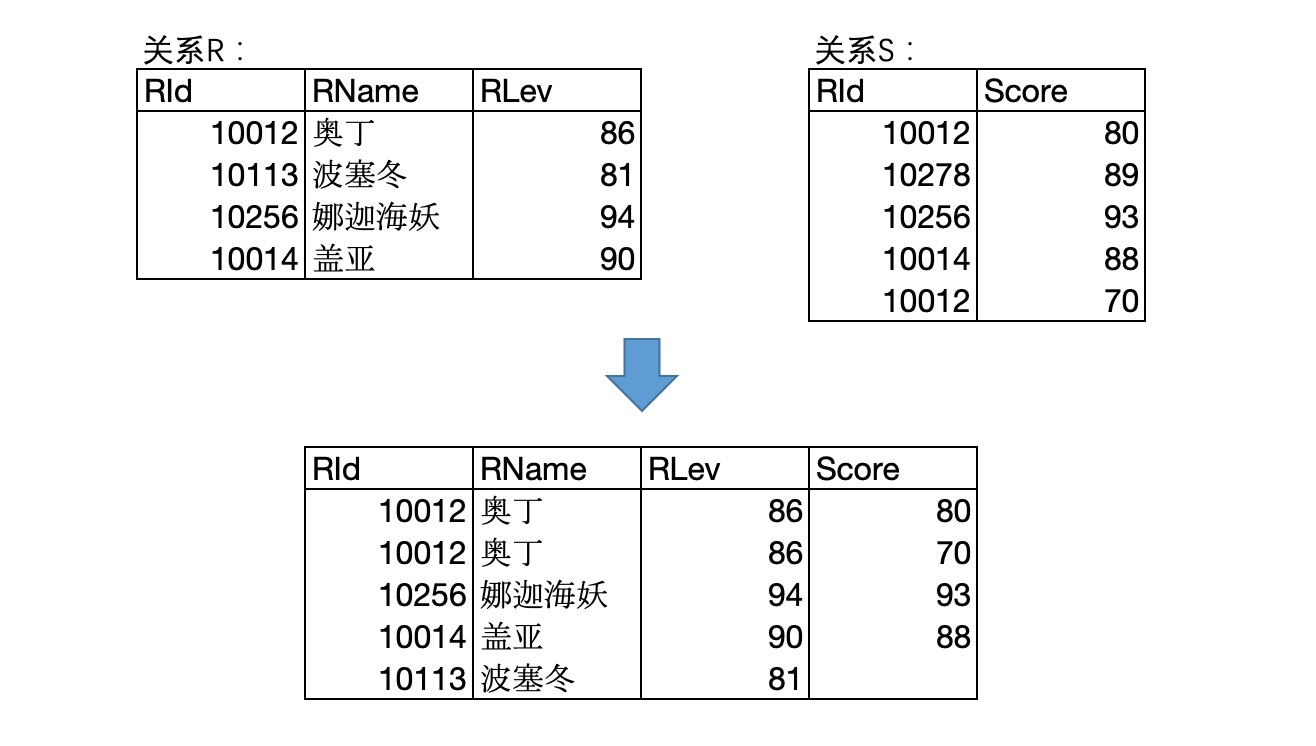 关系R：
RId RName RLev
10012 奥丁 86
10113 波塞冬 81
10256 娜迦海妖 94
10014 盖亚 90
关系S：
RId Score
10012 80
10278 89
10256 93
10014 88
10012 70
RId RName RLev Score
10012 奥丁 86 80
10012 奥丁 86 70
10256 娜迦海妖 94 93
10014 盖亚 90 88
10113 波塞冬 81